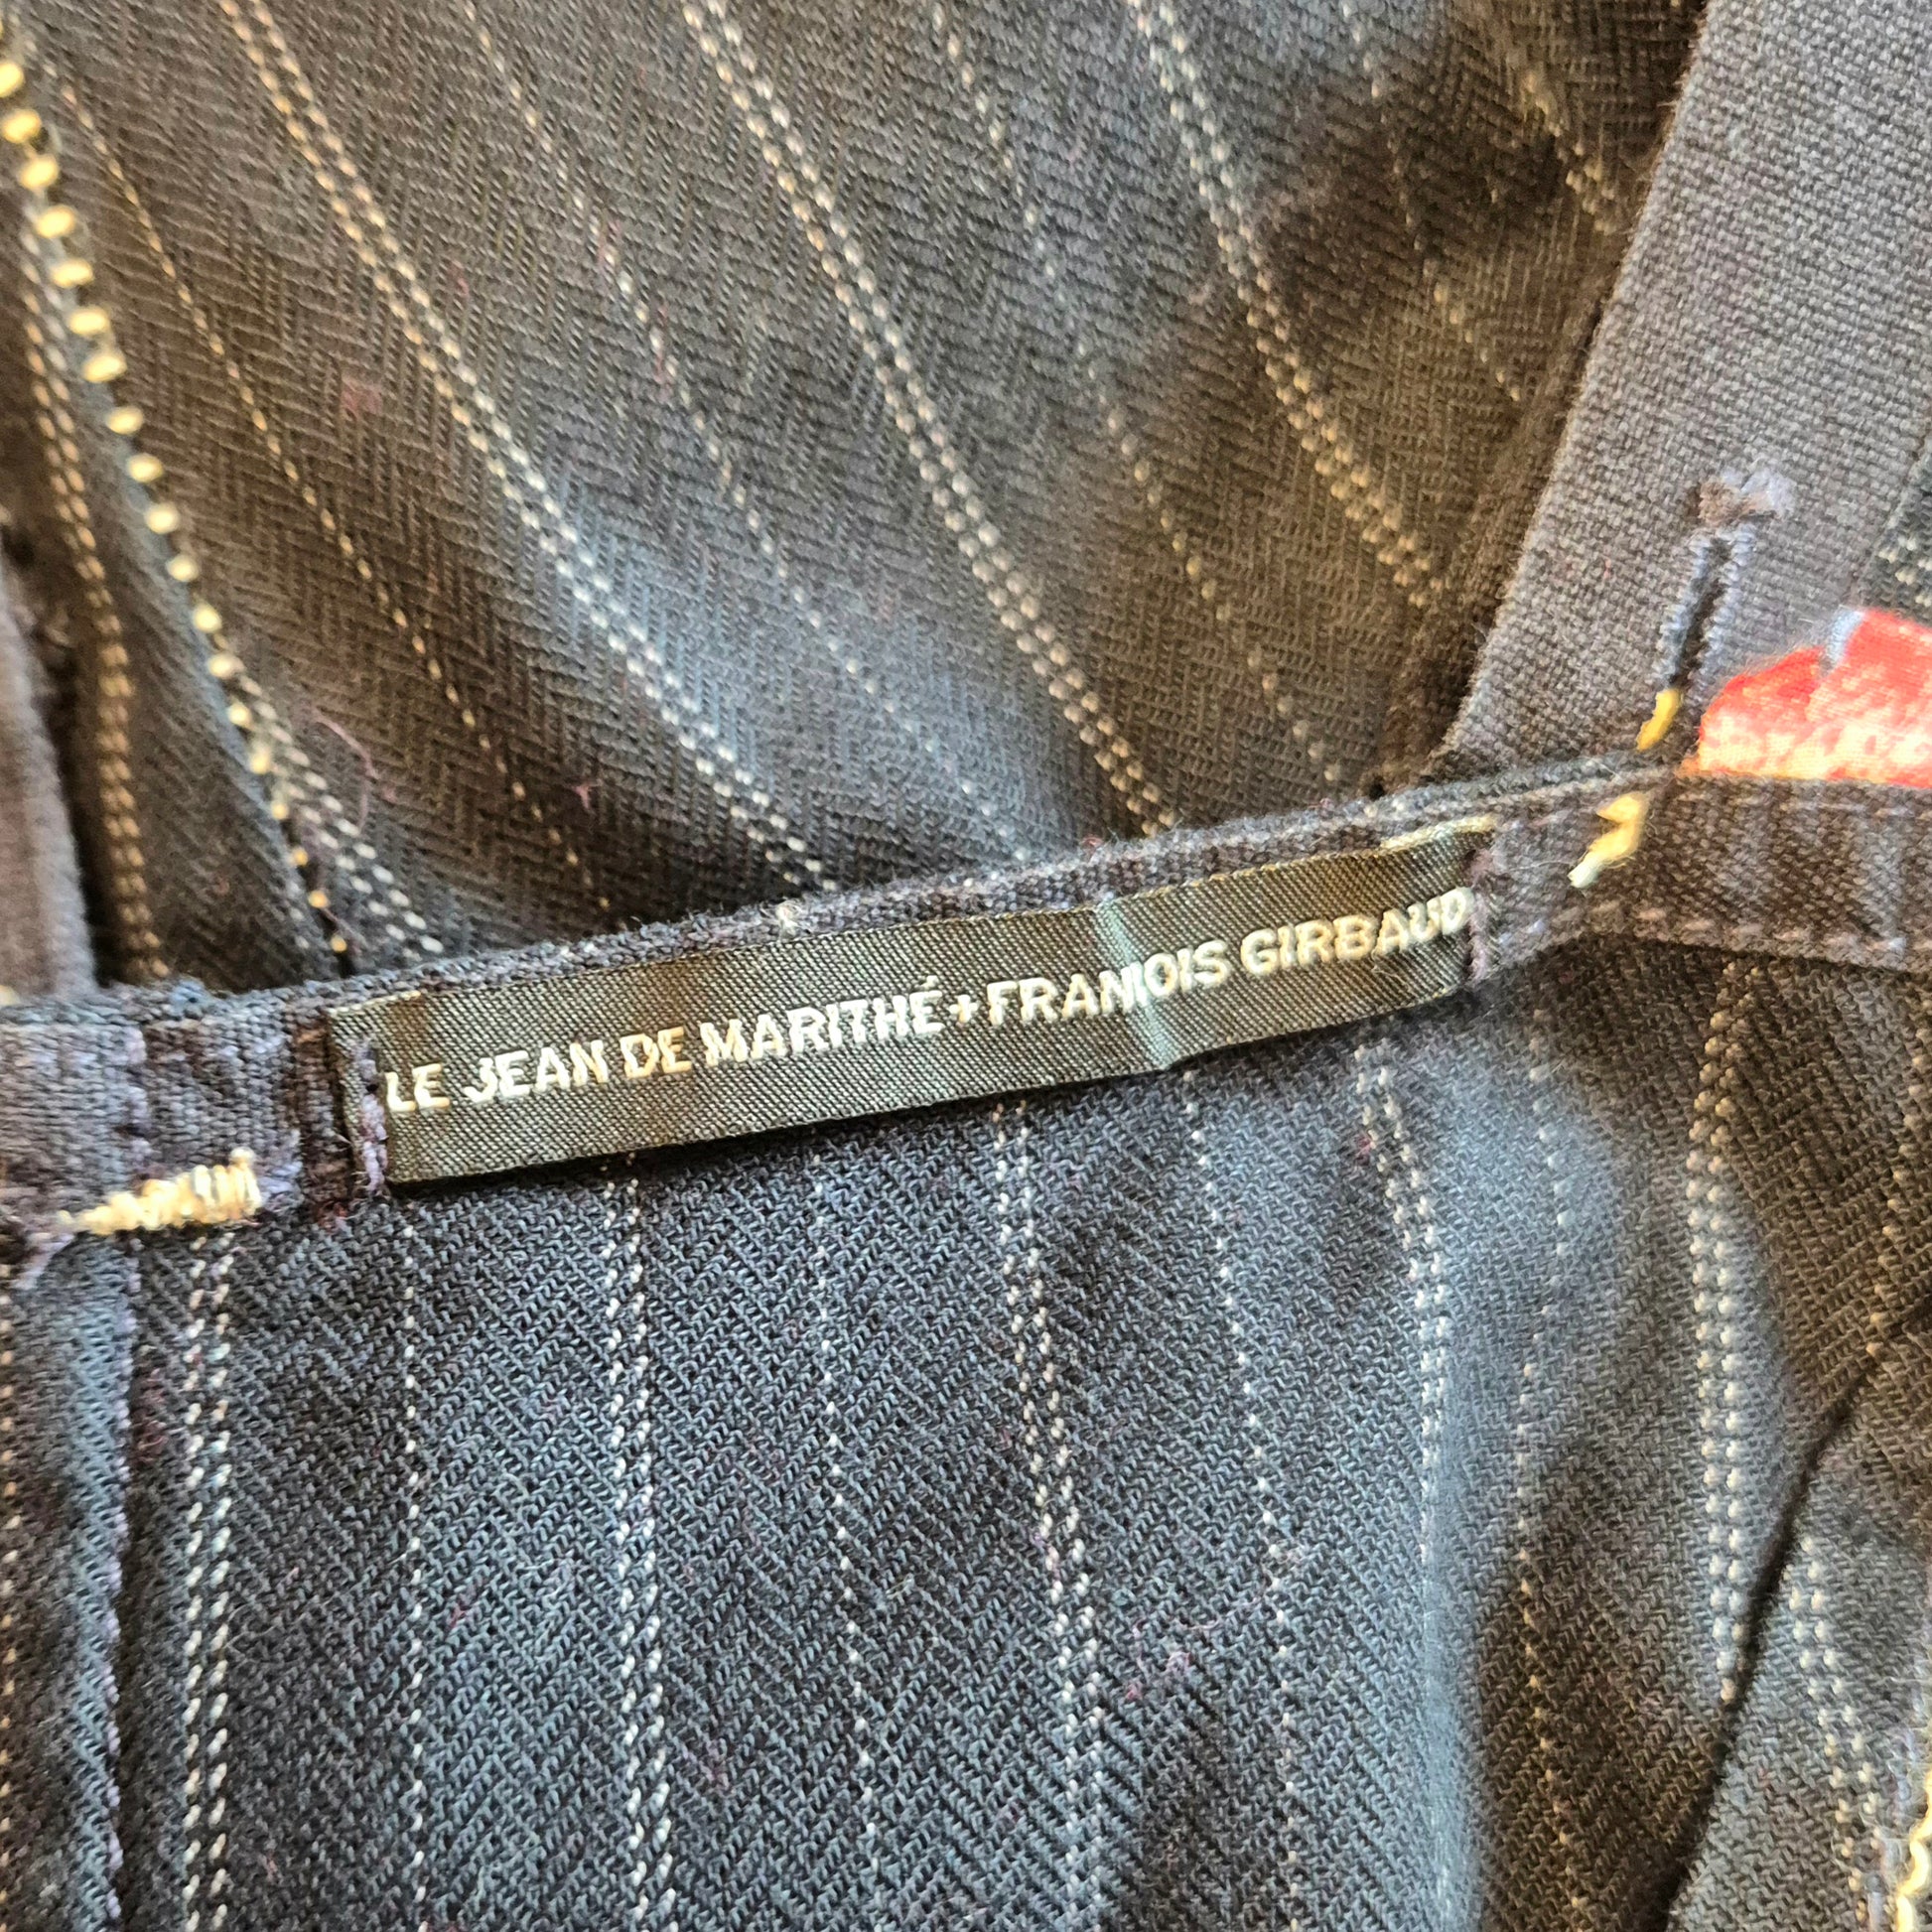 LE JEAN DE MARITHÉ + FRANÇOIS GIRBAUD